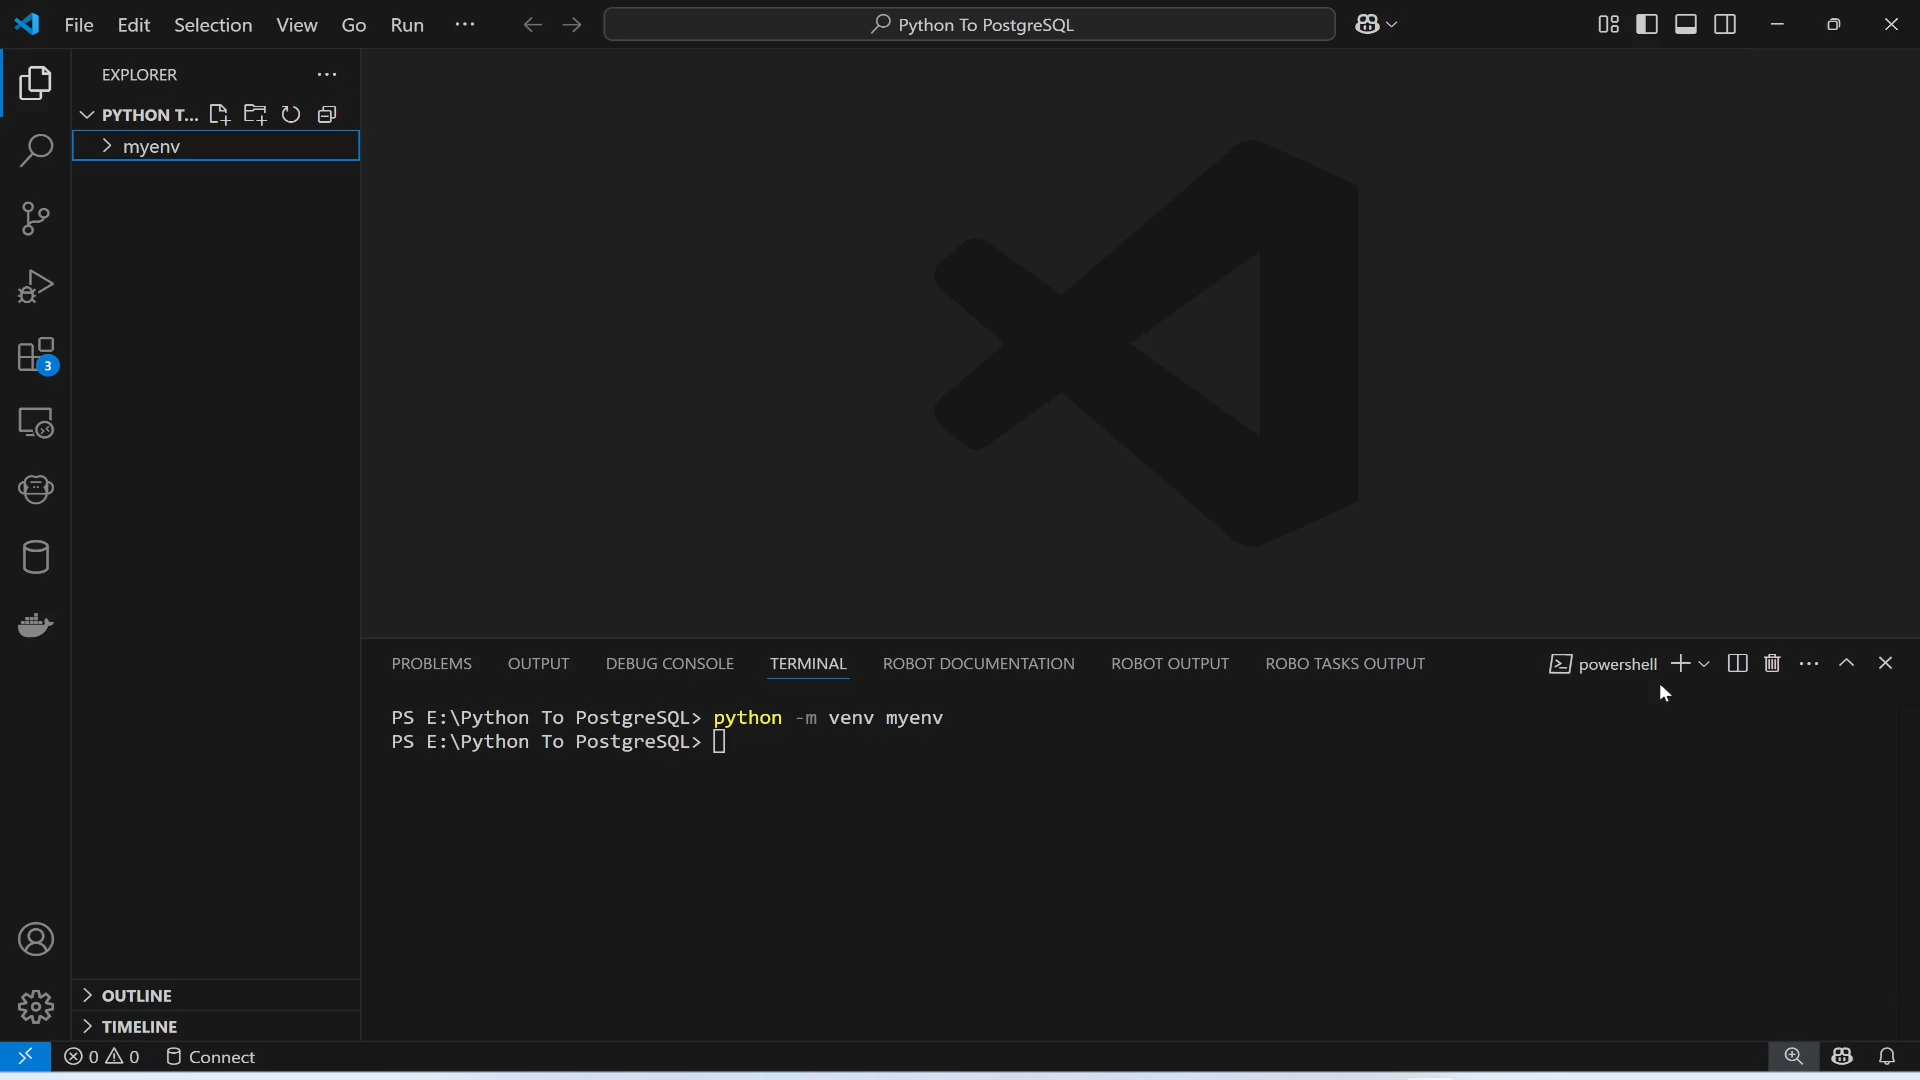 File Edit Selection View Go Run ···
Python To PostgreSQL
EXPLORER
PYTHON T...
myenv
3
PROBLEMS OUTPUT DEBUG CONSOLE TERMINAL ROBOT DOCUMENTATION ROBOT OUTPUT ROBO TASKS OUTPUT
powershell
PS E:\Python To PostgreSQL> python -m venv myenv
PS E:\Python To PostgreSQL>
OUTLINE
TIMELINE
0 0 Connect